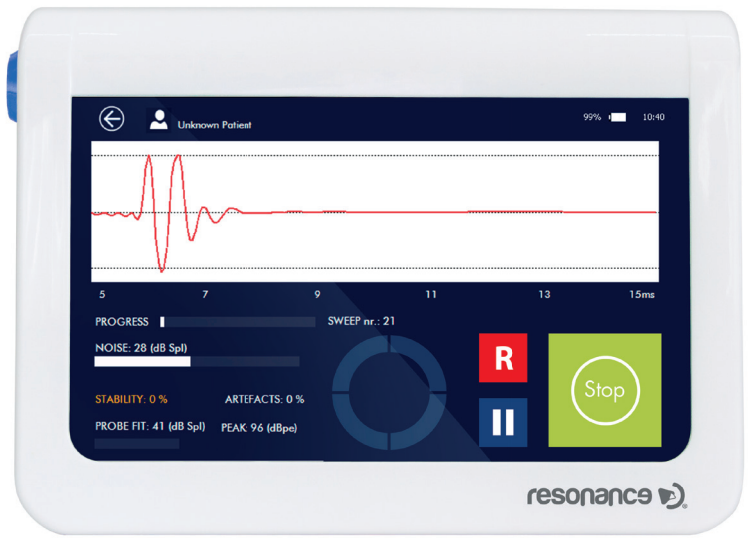 Unknown Patient
99%
10:40
5 7 9 11 13 15ms
PROGRESS
SWEEP nr.: 21
NOISE: 28 (dB Spl)
STABILITY: 0 %
ARTEFACTS: 0 %
PROBE FIT: 41 (dB Spl)
PEAK 96 (dBpe)
R
Stop
resonance ®